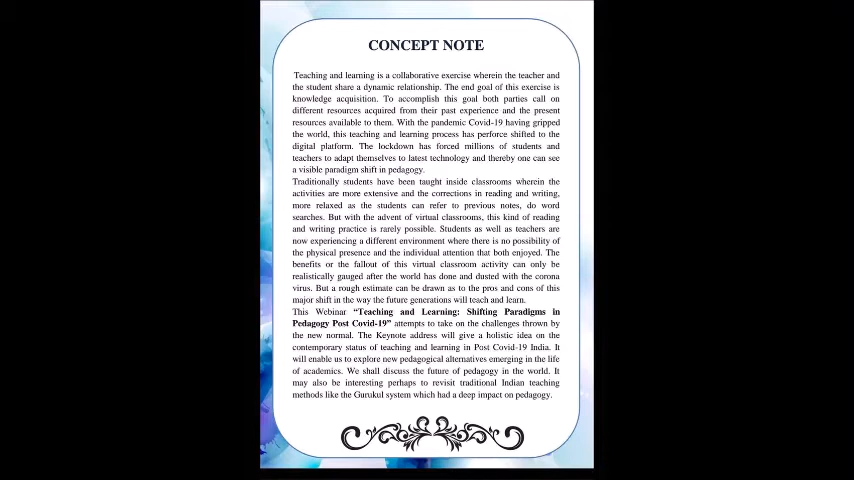 CONCEPT NOTE
Teaching and learning is a collaborative exercise wherein the teacher and
the student share a dynamic relationship. The end goal of this exercise is
knowledge acquisition. To accomplish this goal both parties call on
different resources acquired from their past experience and the present
resources available to them. With the pandemic Covid-19 having gripped
the world, this teaching and learning process has perforce shifted to the
digital platform. The lockdown has forced millions of students and
teachers to adapt themselves to latest technology and thereby one can see
a visible paradigm shift in pedagogy.
Traditionally students have been taught inside classrooms wherein the
activities are more extensive and the corrections in reading and writing,
more relaxed as the students can refer to previous notes, do word
searches. But with the advent of virtual classrooms, this kind of reading
and writing practice is rarely possible. Students as well as teachers are
now experiencing a different environment where there is no possibility of
the physical presence and the individual attention that both enjoyed. The
benefits or the fallout of this virtual classroom activity can only be
realistically gauged after the world has done and dusted with the corona
virus. But a rough estimate can be drawn as to the pros and cons of this
major shift in the way the future generations will teach and learn.
This Webinar “Teaching and Learning: Shifting Paradigms in
Pedagogy Post Covid-19” attempts to take on the challenges thrown by
the new normal. The Keynote address will give a holistic idea on the
contemporary status of teaching and learning in Post Covid-19 India. It
will enable us to explore new pedagogical alternatives emerging in the life
of academics. We shall discuss the future of pedagogy in the world. It
may also be interesting perhaps to revisit traditional Indian teaching
methods like the Gurukul system which had a deep impact on pedagogy.